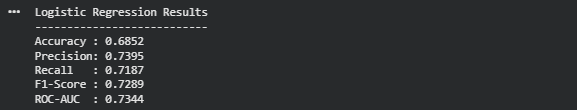 Logistic Regression Results
---------------------------
Accuracy : 0.6852
Precision: 0.7395
Recall   : 0.7187
F1-Score : 0.7289
ROC-AUC  : 0.7344